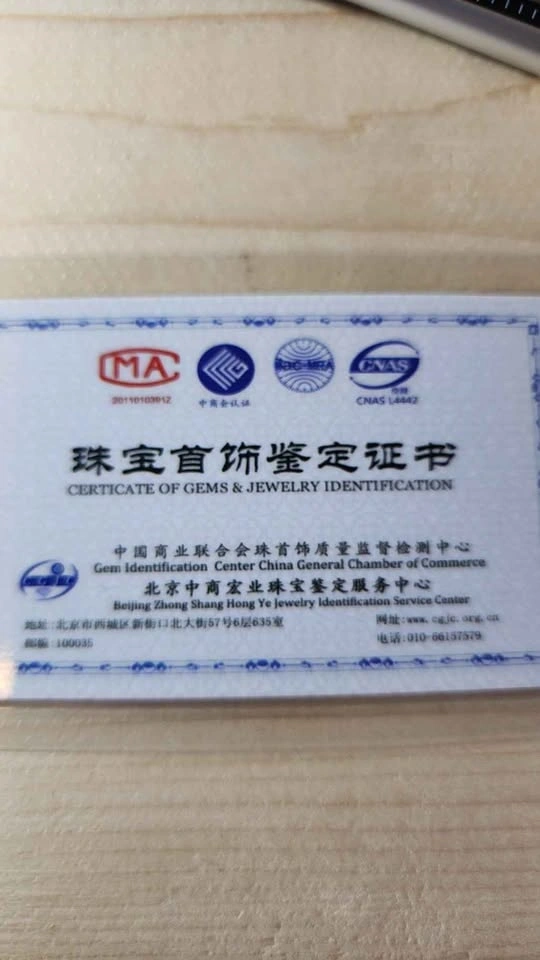 CMA
2011010391Z
中商会认证
CNAS
CNAS L4442
珠宝首饰鉴定证书
CERTICATE OF GEMS & JEWELRY IDENTIFICATION
中国商业联合会珠首饰质量监督检测中心
Gem Identification Center China General Chamber of Commerce
北京中商宏业珠宝鉴定服务中心
Beijing Zhong Shang Hong Ye Jewelry Identification Service Center
地址:北京市西城区新街口北大街57号6层635室
网址:www.cgjc.org.cn
邮编:100035
电话:010-66157579